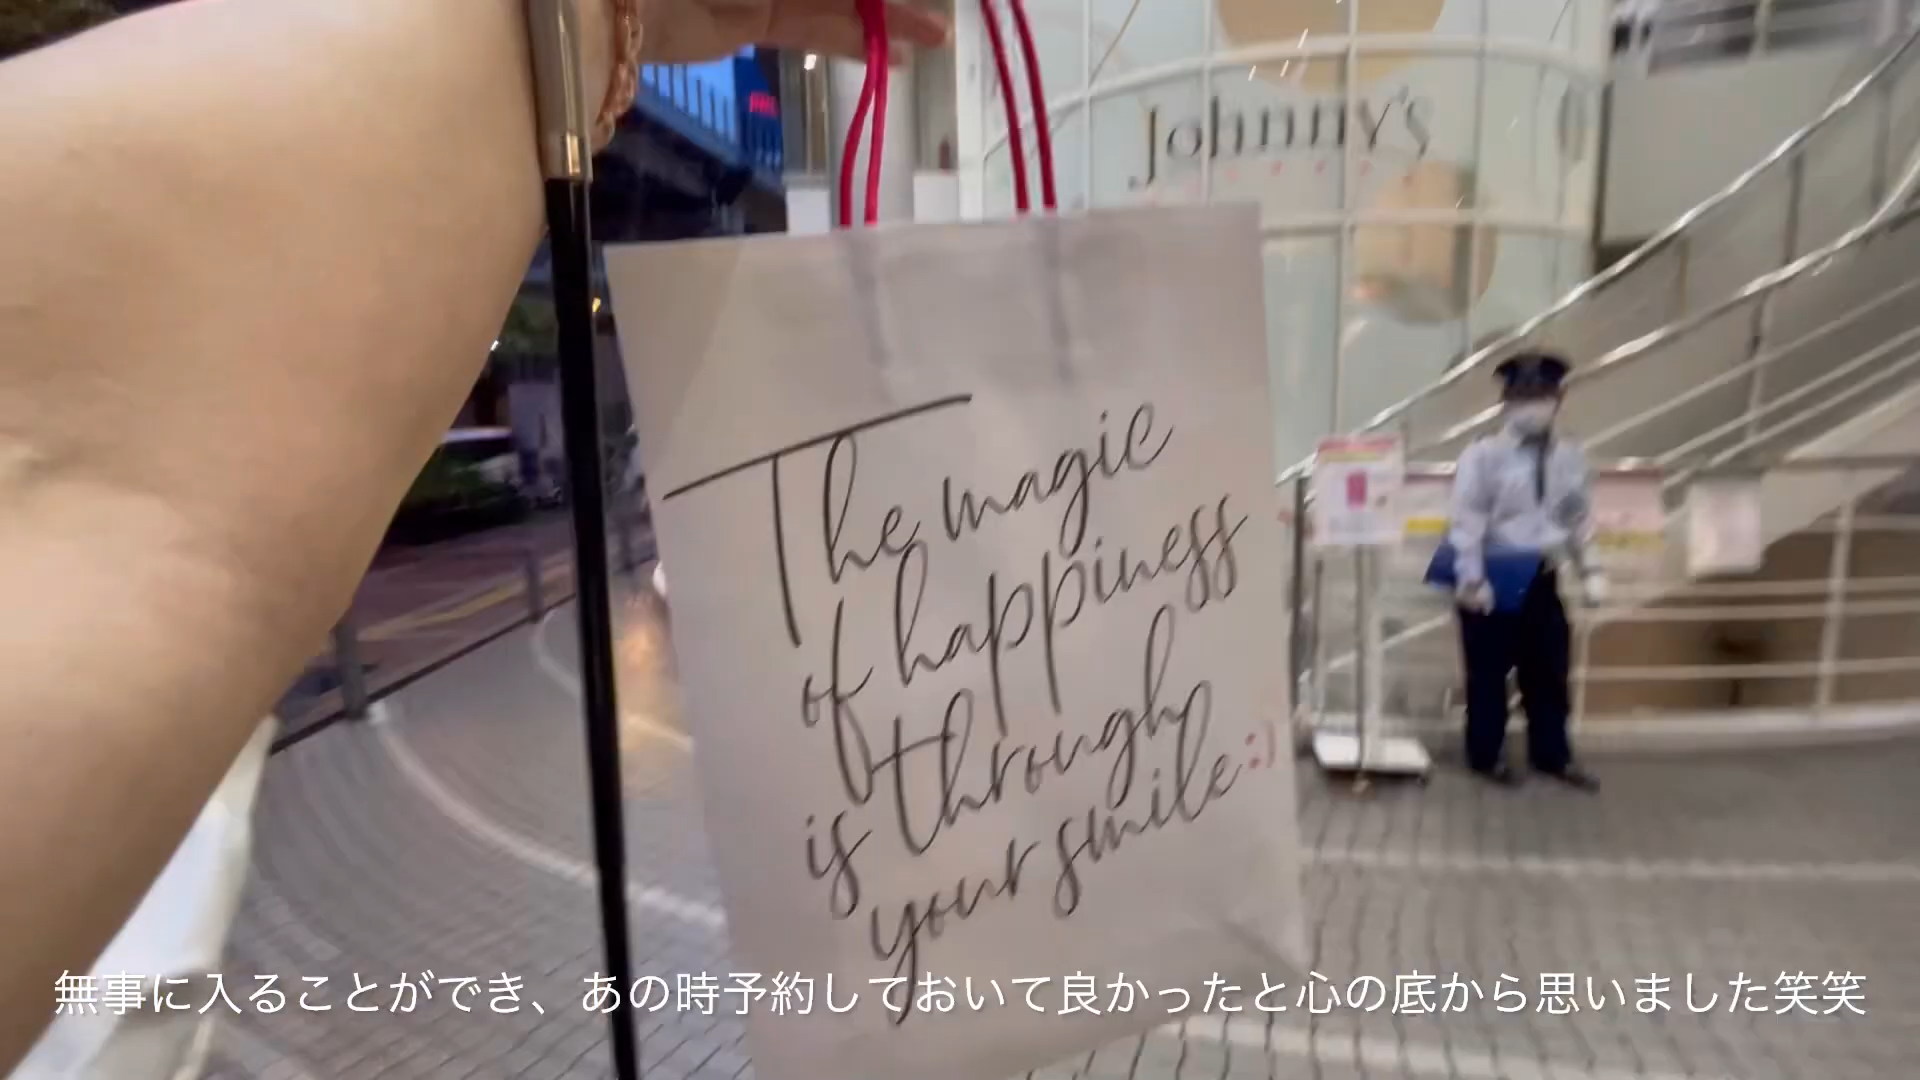 Johnny's
The magic
of happiness
is through
your smile :)
無事に入ることができ、あの時予約しておいて良かったと心の底から思いました笑笑